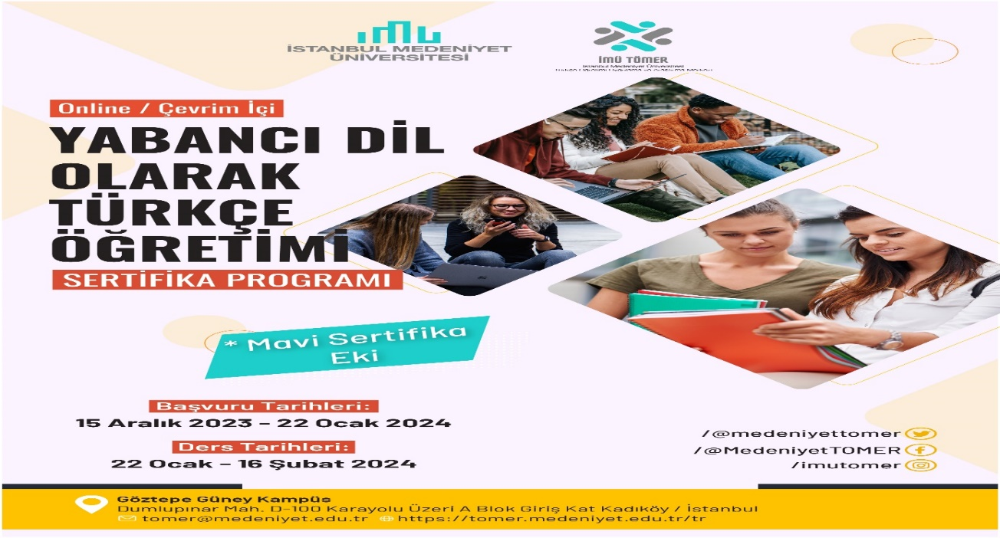 İSTANBUL MEDENİYET
ÜNİVERSİTESİ
İMÜ TÖMER
İstanbul Medeniyet Üniversitesi
Online / Çevrim İçi
YABANCI DİL
OLARAK
TÜRKÇE
ÖĞRETİMİ
SERTİFİKA PROGRAMI
* Mavi Sertifika
Eki
Başvuru Tarihleri:
15 Aralık 2023 - 22 Ocak 2024
Ders Tarihleri:
22 Ocak - 16 Şubat 2024
/@medeniyettomer
/@MedeniyetTOMER
/imutomer
Göztepe Güney Kampüs
Dumlupınar Mah. D-100 Karayolu Üzeri A Blok Giriş Kat Kadıköy / İstanbul
tomer@medeniyet.edu.tr https://tomer.medeniyet.edu.tr/tr